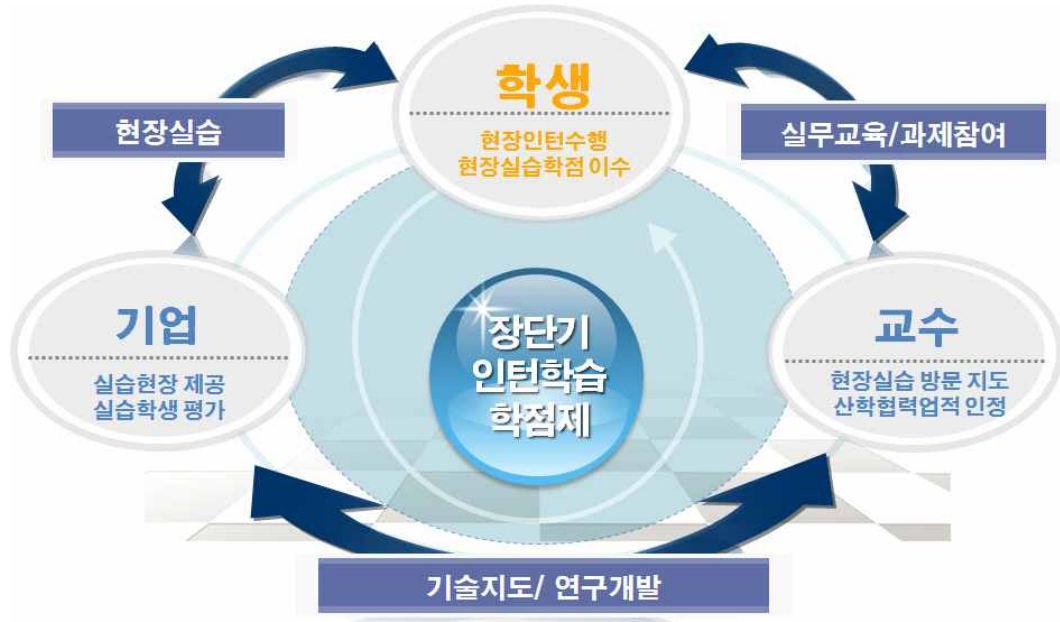 학생
현장인턴수행
현장실습학점 이수
현장실습
실무교육/과제참여
기업
실습현장 제공
실습학생 평가
장단기
인턴학습
학점제
교수
현장실습 방문 지도
산학협력업적 인정
기술지도/ 연구개발